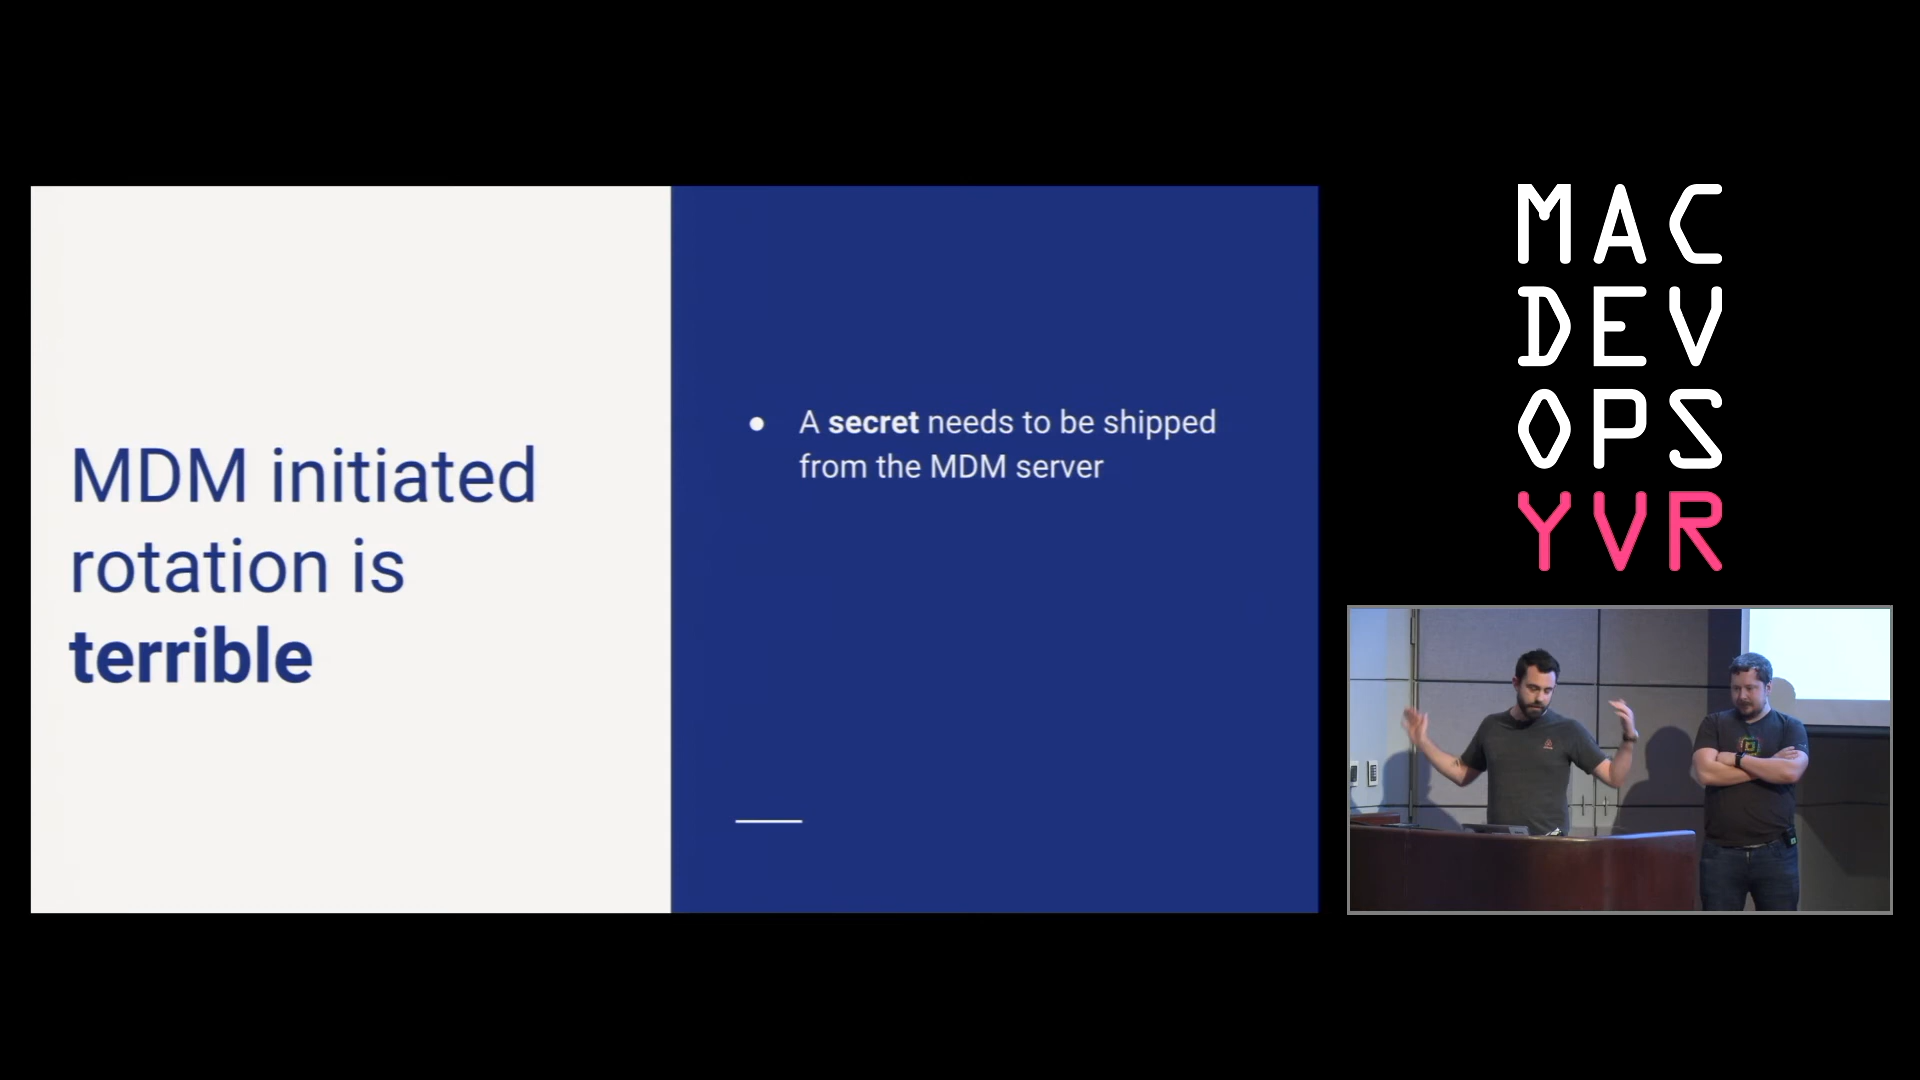 MDM initiated
rotation is
terrible
● A secret needs to be shipped
from the MDM server
MAC
DEV
OPS
YVR